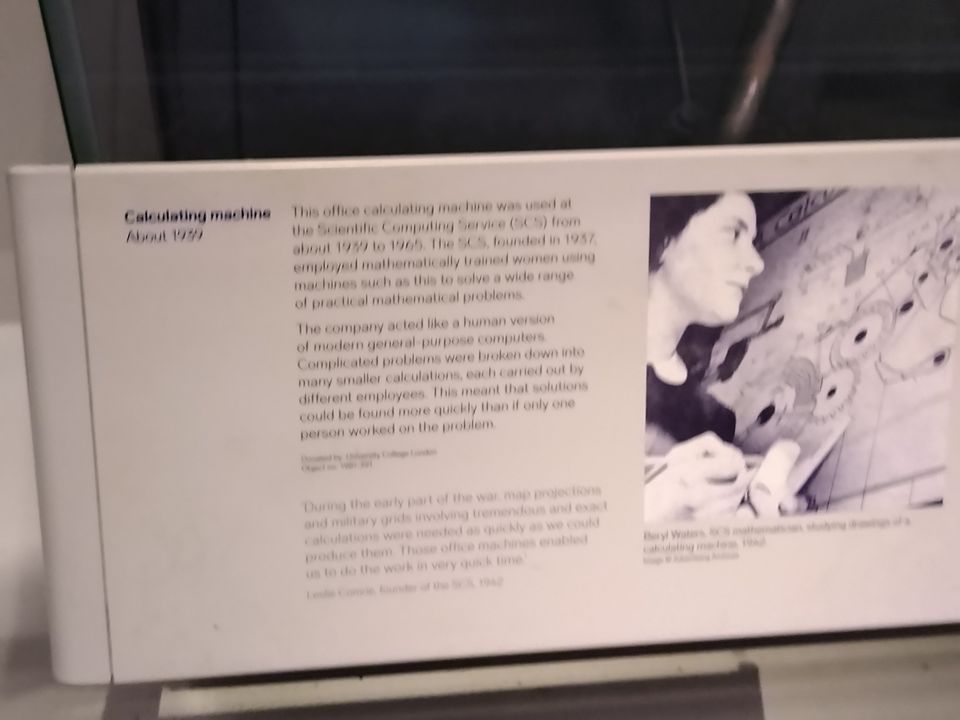 Calculating machine
About 1939
This office calculating machine was used at
the Scientific Computing Service (SCS) from
about 1939 to 1965. The SCS, founded in 1937,
employed mathematically trained women using
machines such as this to solve a wide range
of practical mathematical problems.
The company acted like a human version
of modern general-purpose computers.
Complicated problems were broken down into
many smaller calculations, each carried out by
different employees. This meant that solutions
could be found more quickly than if only one
person worked on the problem.
Donated by University College London
Object no.
'During the early part of the war, map projections
and military grids involving tremendous and exact
calculations were needed as quickly as we could
produce them. Those office machines enabled
us to do the work in very quick time.'
Leslie Comrie, founder of the SCS,
Beryl Waters, SCS mathematician, studying drawings of a
calculating machine,
Image ©